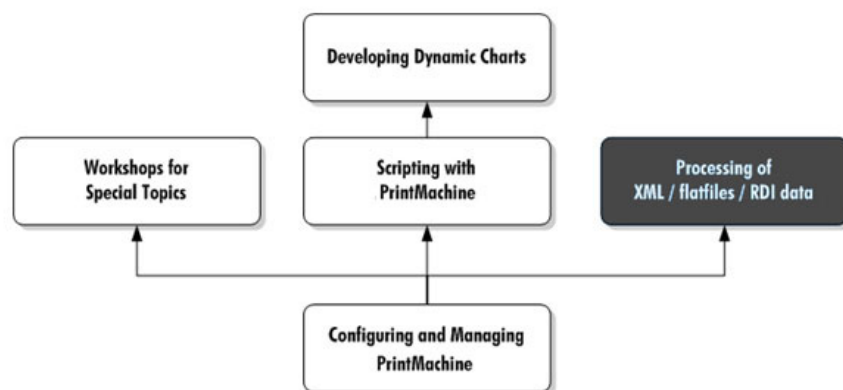 Developing Dynamic Charts
Workshops for
Special Topics
Scripting with
PrintMachine
Processing of
XML / flatfiles / RDI data
Configuring and Managing
PrintMachine